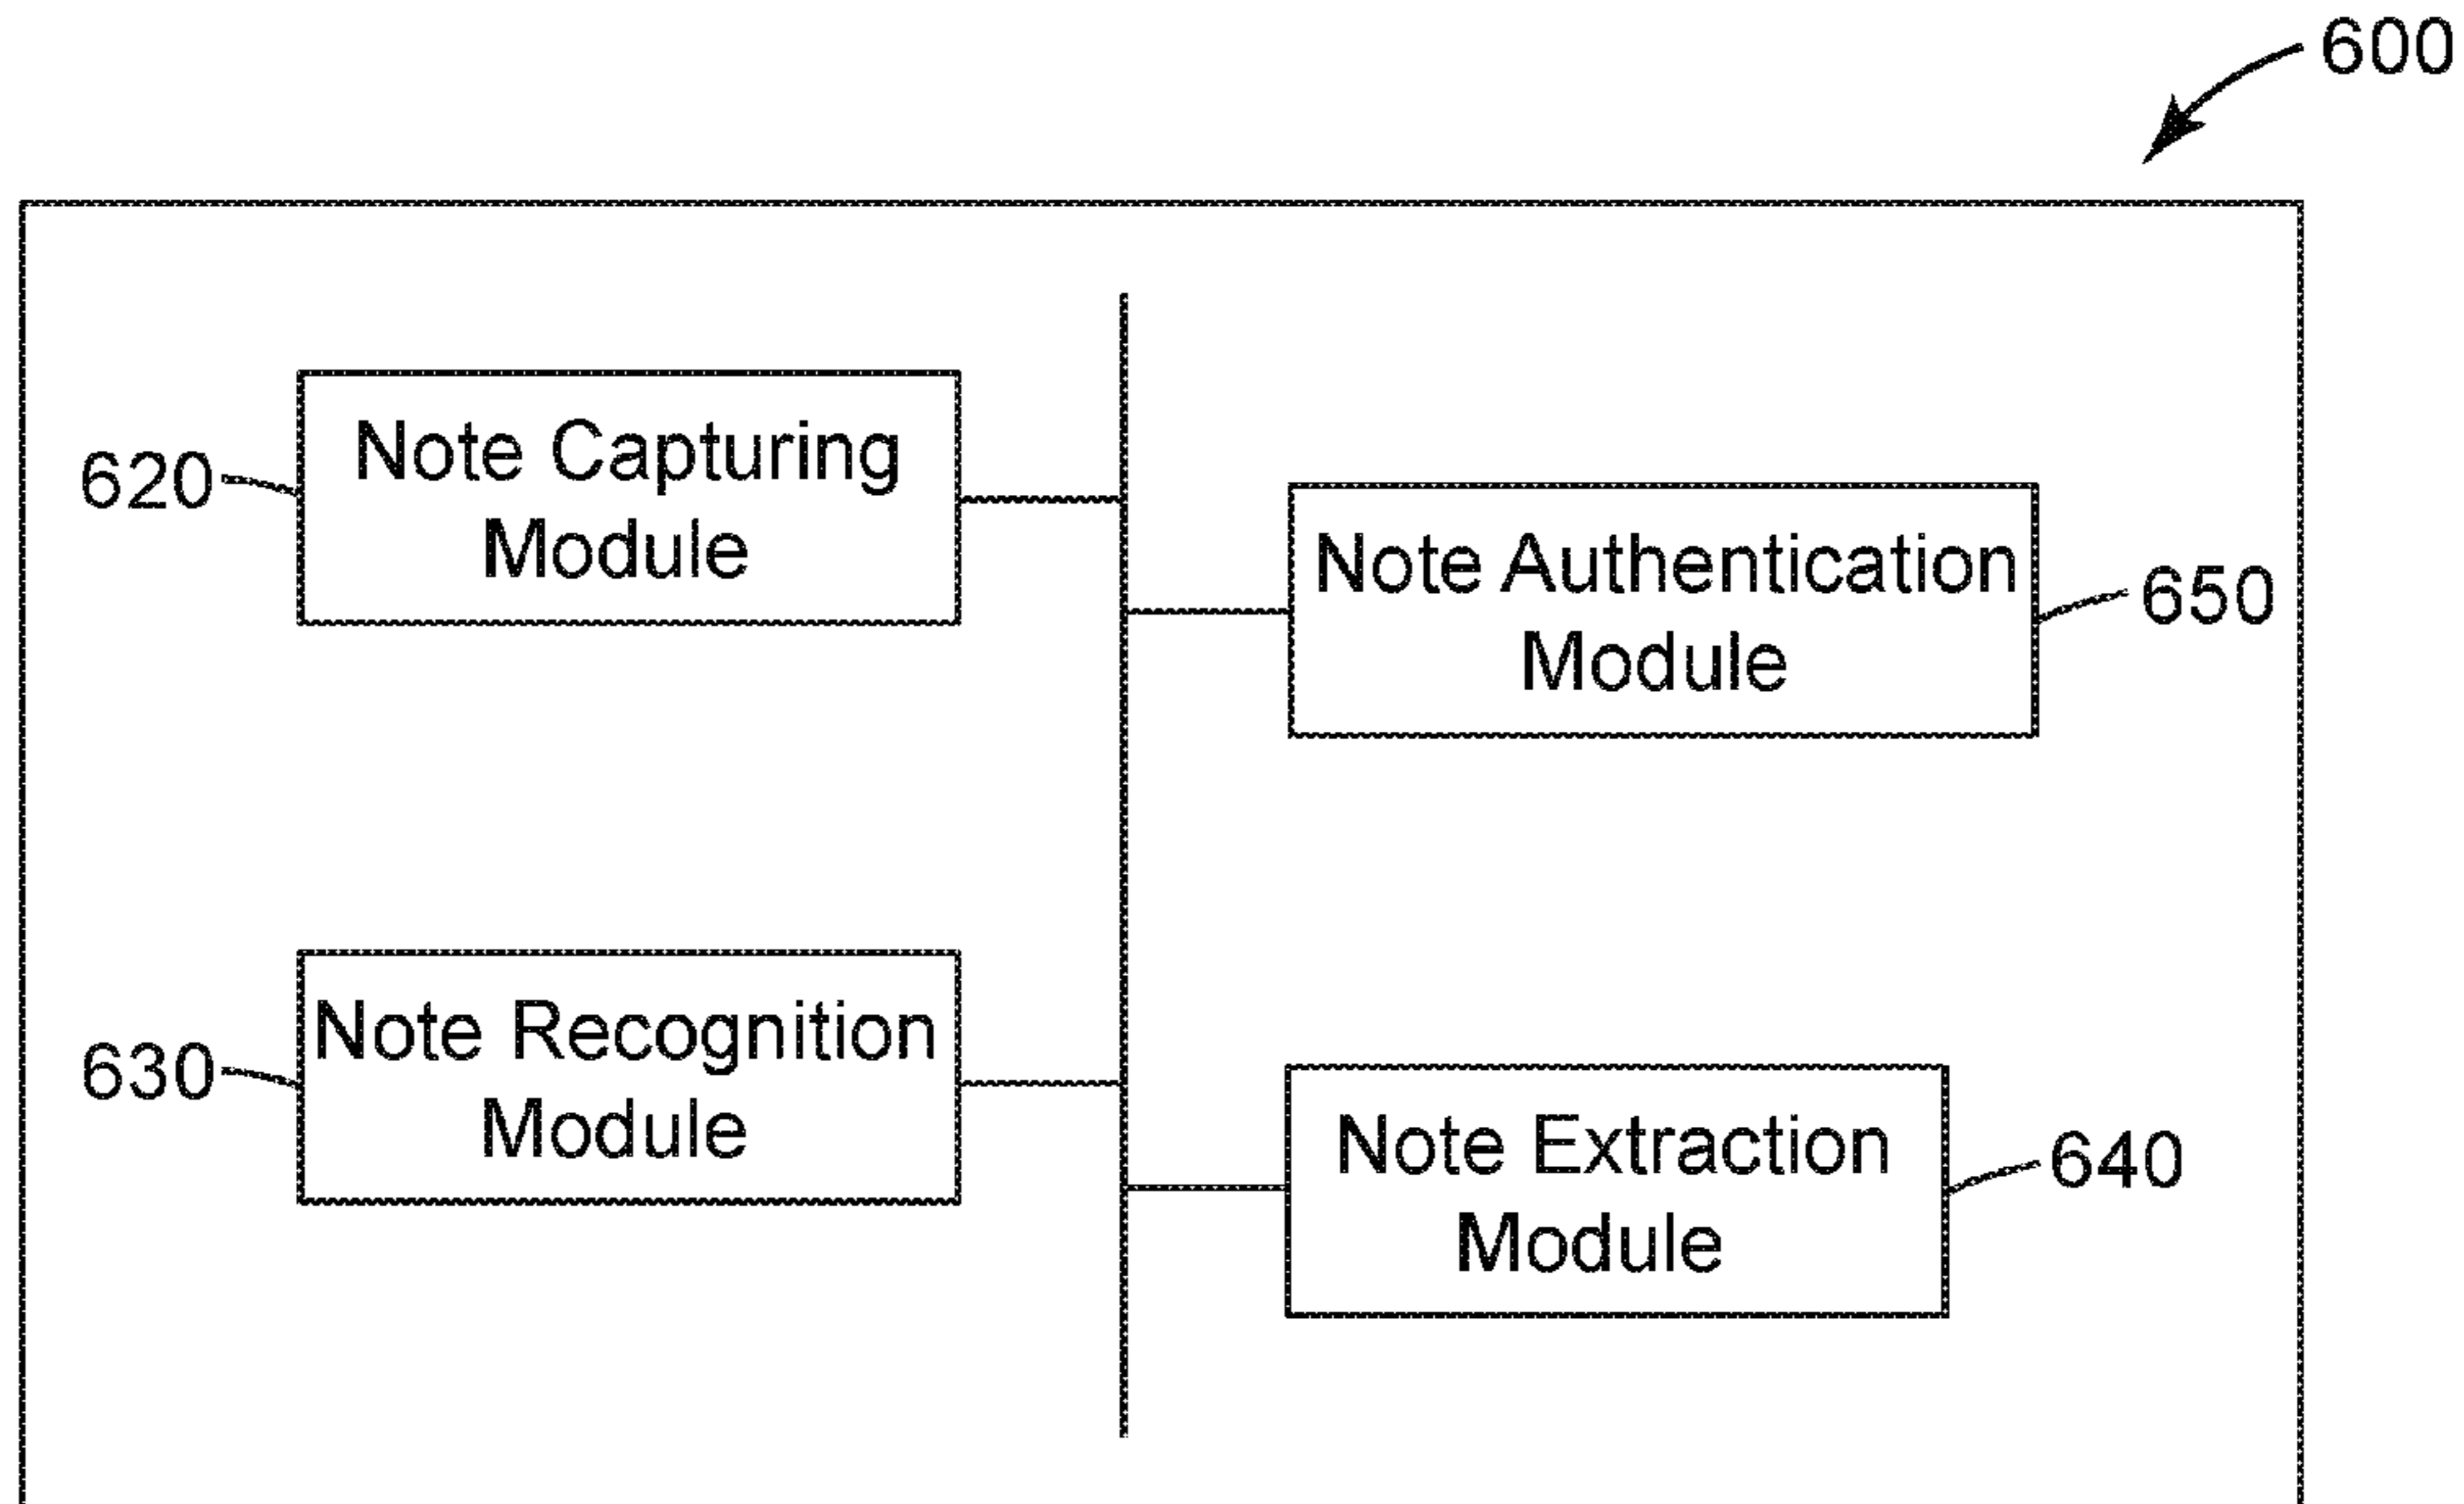 600
620
Note Capturing
Module
Note Authentication
Module
650
630
Note Recognition
Module
Note Extraction
Module
640